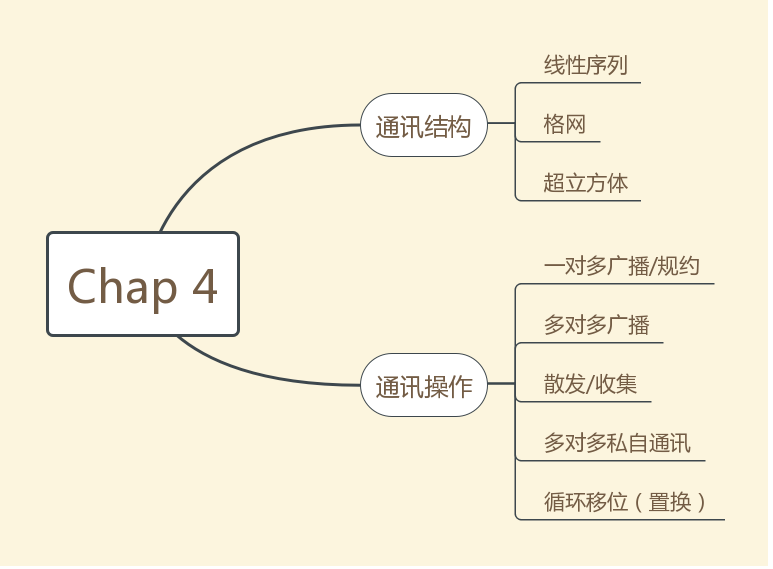 Chap 4
通讯结构
线性序列
格网
超立方体
通讯操作
一对多广播/规约
多对多广播
散发/收集
多对多私自通讯
循环移位（置换）